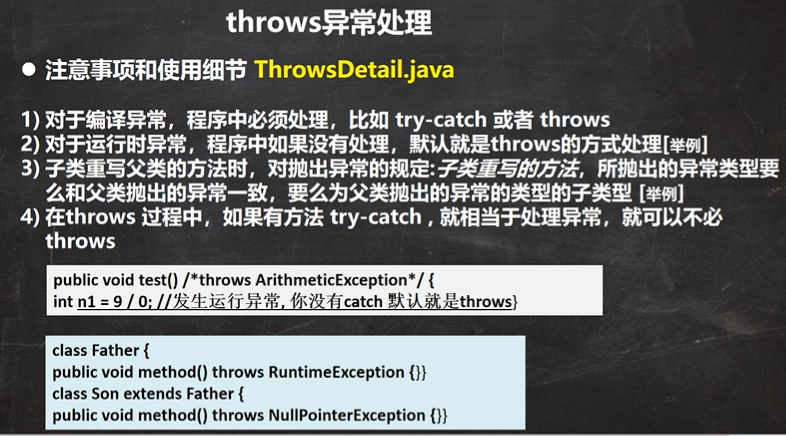 throws异常处理
● 注意事项和使用细节 ThrowsDetail.java
1) 对于编译异常，程序中必须处理，比如 try-catch 或者 throws
2) 对于运行时异常，程序中如果没有处理，默认就是throws的方式处理[举例]
3) 子类重写父类的方法时，对抛出异常的规定:子类重写的方法，所抛出的异常类型要
么和父类抛出的异常一致，要么为父类抛出的异常的类型的子类型 [举例]
4) 在throws 过程中，如果有方法 try-catch , 就相当于处理异常，就可以不必
throws
public void test() /*throws ArithmeticException*/ {
int n1 = 9 / 0; //发生运行异常, 你没有catch 默认就是throws}
class Father {
public void method() throws RuntimeException {}}
class Son extends Father {
public void method() throws NullPointerException {}}